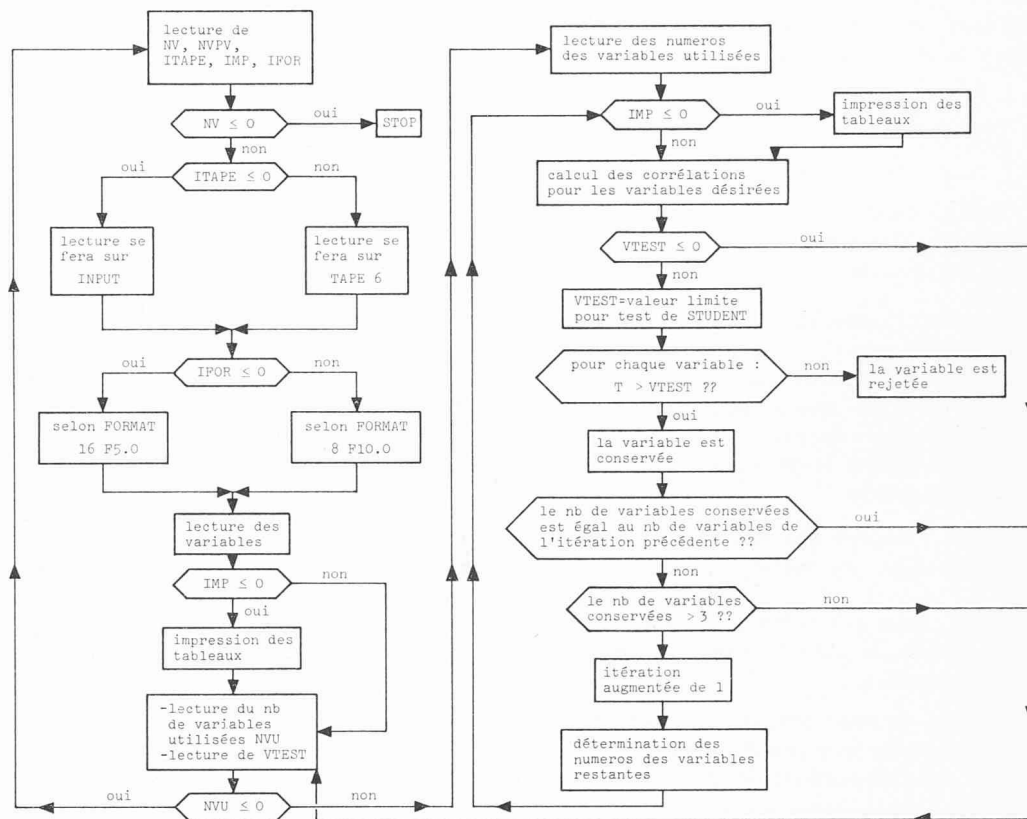 lecture de
NV, NVPV,
ITAPE, IMP, IFOR
NV ≤ 0
oui
STOP
non
oui
ITAPE ≤ 0
non
lecture se
fera sur
INPUT
lecture se
fera sur
TAPE 6
oui
IFOR ≤ 0
non
selon FORMAT
16 F5.0
selon FORMAT
8 F10.0
lecture des
variables
IMP ≤ 0
non
oui
impression des
tableaux
-lecture du nb
de variables
utilisées NVU
-lecture de VTEST
oui
NVU ≤ 0
non
lecture des numeros
des variables utilisées
IMP ≤ 0
oui
impression des
tableaux
non
calcul des corrélations
pour les variables désirées
VTEST ≤ 0
oui
non
VTEST=valeur limite
pour test de STUDENT
pour chaque variable :
T > VTEST ??
non
la variable est
rejetée
oui
la variable est
conservée
le nb de variables conservées
est égal au nb de variables de
l'itération précédente ??
oui
non
le nb de variables
conservées > 3 ??
non
itération
augmentée de 1
détermination des
numeros des variables
restantes